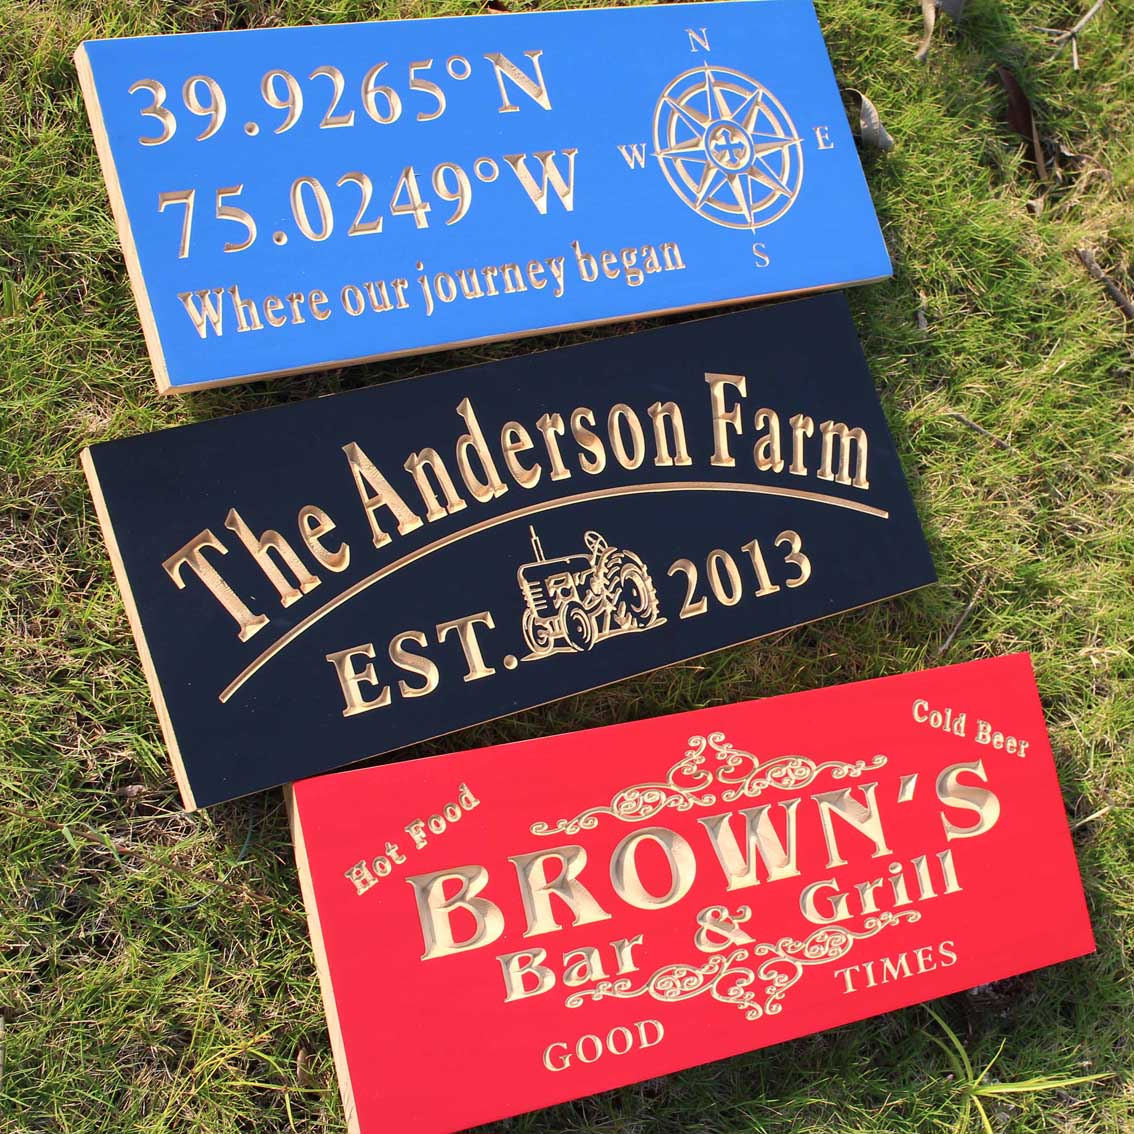 39.9265°N
75.0249°W
Where our journey began
N
W E
S
The Anderson Farm
EST. 2013
Hot Food
Cold Beer
BROWN'S
Bar & Grill
GOOD TIMES